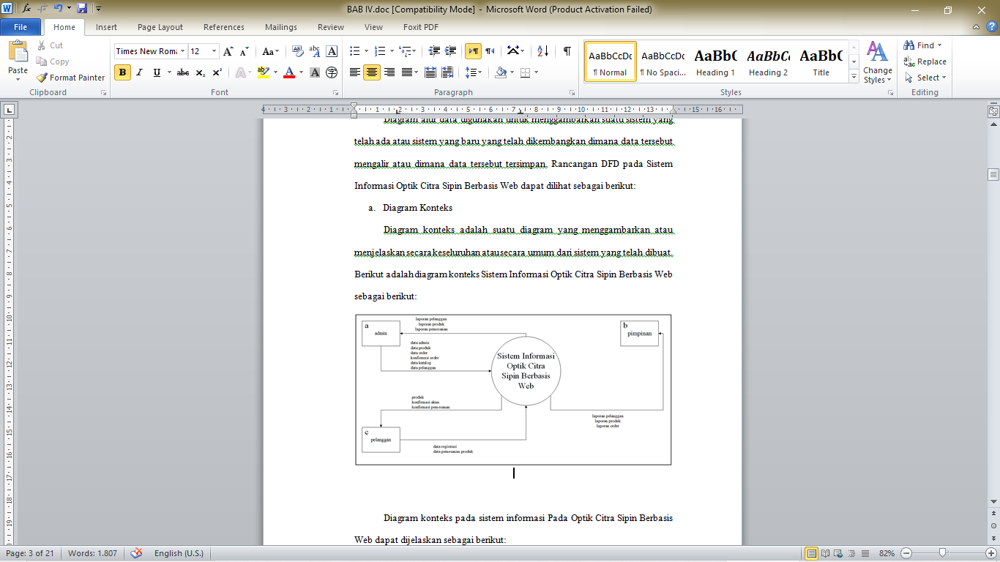 BAB IV.doc [Compatibility Mode] - Microsoft Word (Product Activation Failed)
File Home Insert Page Layout References Mailings Review View Foxit PDF
Paste
Cut
Copy
Format Painter
Clipboard
Times New Roma 12
Font
Paragraph
AaBbCcDc AaBbCcDc AaBbC AaBbCc AaBbC
¶ Normal ¶ No Spaci... Heading 1 Heading 2 Title
Change Styles
Styles
Find
Replace
Select
Editing
Diagram alur data digunakan untuk menggambarkan suatu sistem yang
telah ada atau sistem yang baru yang telah dikembangkan dimana data tersebut
mengalir atau dimana data tersebut tersimpan. Rancangan DFD pada Sistem
Informasi Optik Citra Sipin Berbasis Web dapat dilihat sebagai berikut:
a. Diagram Konteks
Diagram konteks adalah suatu diagram yang menggambarkan atau
menjelaskan secara keseluruhan atau secara umum dari sistem yang telah dibuat.
Berikut adalah diagram konteks Sistem Informasi Optik Citra Sipin Berbasis Web
sebagai berikut:
a
admin
laporan pelanggan
laporan produk
laporan pemesanan
data admin
data produk
data order
konfirmasi order
data katalog
data pelanggan
Sistem Informasi
Optik Citra
Sipin Berbasis
Web
b
pimpinan
produk
konfirmasi akun
konfirmasi pemesanan
laporan pelanggan
laporan produk
laporan order
c
pelanggan
data registrasi
data pemesanan produk
Diagram konteks pada sistem informasi Pada Optik Citra Sipin Berbasis
Web dapat dijelaskan sebagai berikut:
Page: 3 of 21 Words: 1.807 English (U.S.) 82%